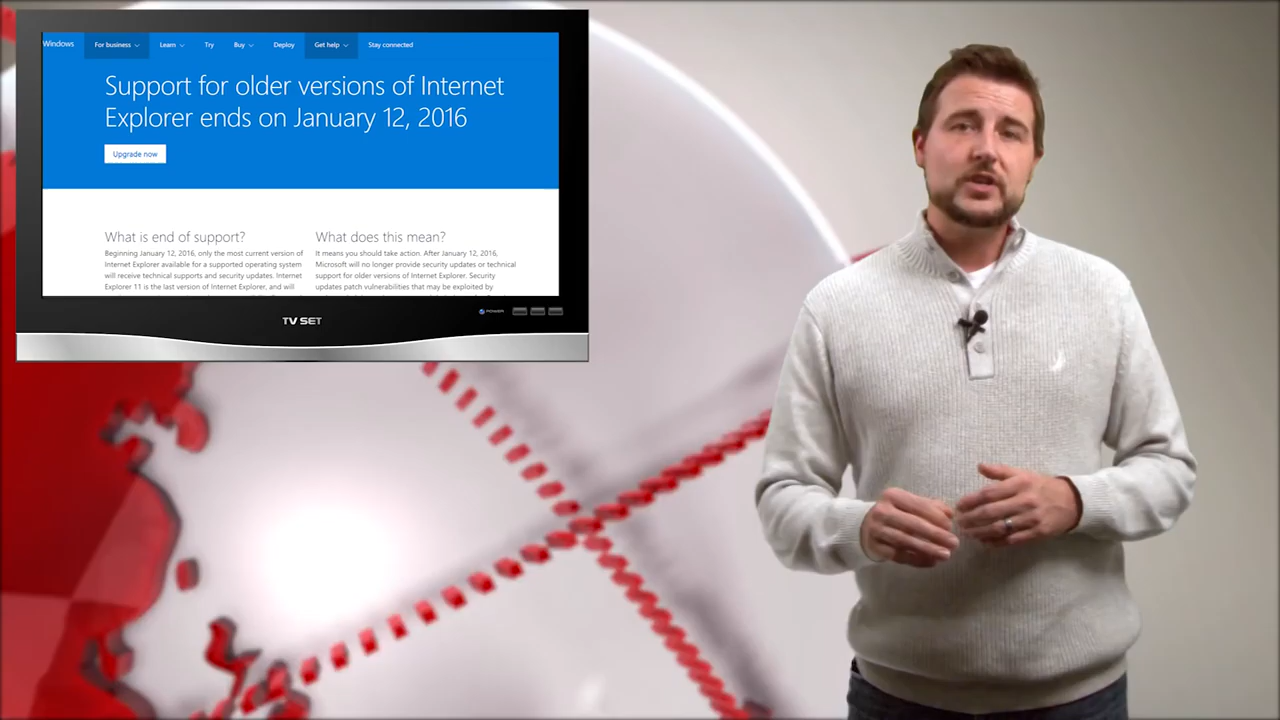 Windows For business Learn Try Buy Deploy Get help Stay connected
Support for older versions of Internet
Explorer ends on January 12, 2016
Upgrade now
What is end of support?
Beginning January 12, 2016, only the most current version of
Internet Explorer available for a supported operating system
will receive technical supports and security updates. Internet
Explorer 11 is the last version of Internet Explorer, and will
What does this mean?
It means you should take action. After January 12, 2016,
Microsoft will no longer provide security updates or technical
support for older versions of Internet Explorer. Security
updates patch vulnerabilities that may be exploited by
TV SET
POWER